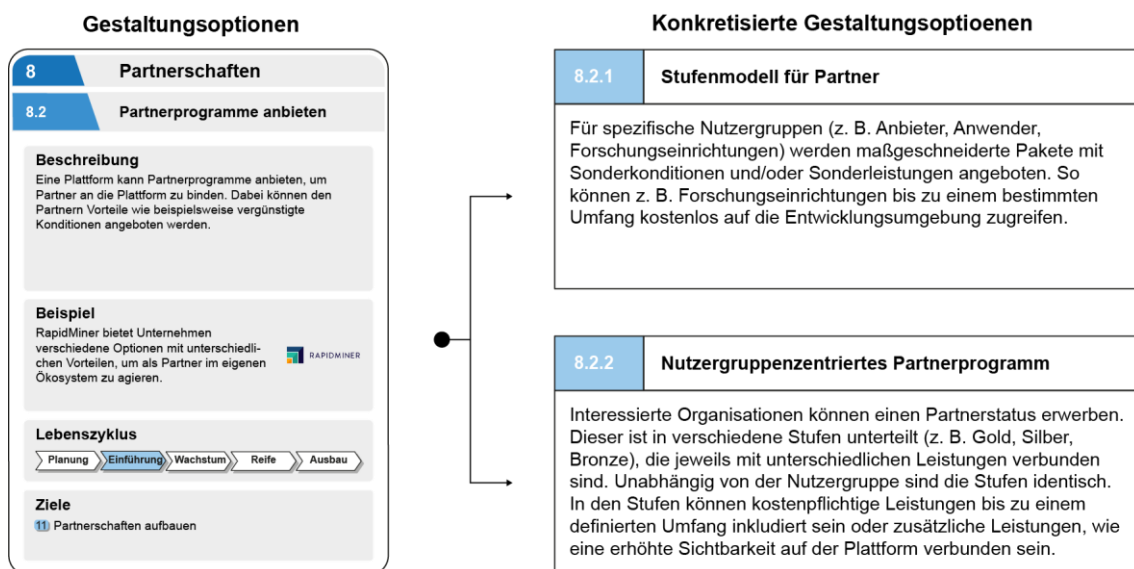 Gestaltungsoptionen
8 Partnerschaften
8.2 Partnerprogramme anbieten
Beschreibung
Eine Plattform kann Partnerprogramme anbieten, um
Partner an die Plattform zu binden. Dabei können den
Partnern Vorteile wie beispielsweise vergünstigte
Konditionen angeboten werden.
Beispiel
RapidMiner bietet Unternehmen
verschiedene Optionen mit unterschiedli-
chen Vorteilen, um als Partner im eigenen
Ökosystem zu agieren.
RAPIDMINER
Lebenszyklus
Planung Einführung Wachstum Reife Ausbau
Ziele
11 Partnerschaften aufbauen
Konkretisierte Gestaltungsoptioenen
8.2.1 Stufenmodell für Partner
Für spezifische Nutzergruppen (z. B. Anbieter, Anwender,
Forschungseinrichtungen) werden maßgeschneiderte Pakete mit
Sonderkonditionen und/oder Sonderleistungen angeboten. So
können z. B. Forschungseinrichtungen bis zu einem bestimmten
Umfang kostenlos auf die Entwicklungsumgebung zugreifen.
8.2.2 Nutzergruppenzentriertes Partnerprogramm
Interessierte Organisationen können einen Partnerstatus erwerben.
Dieser ist in verschiedene Stufen unterteilt (z. B. Gold, Silber,
Bronze), die jeweils mit unterschiedlichen Leistungen verbunden
sind. Unabhängig von der Nutzergruppe sind die Stufen identisch.
In den Stufen können kostenpflichtige Leistungen bis zu einem
definierten Umfang inkludiert sein oder zusätzliche Leistungen, wie
eine erhöhte Sichtbarkeit auf der Plattform verbunden sein.